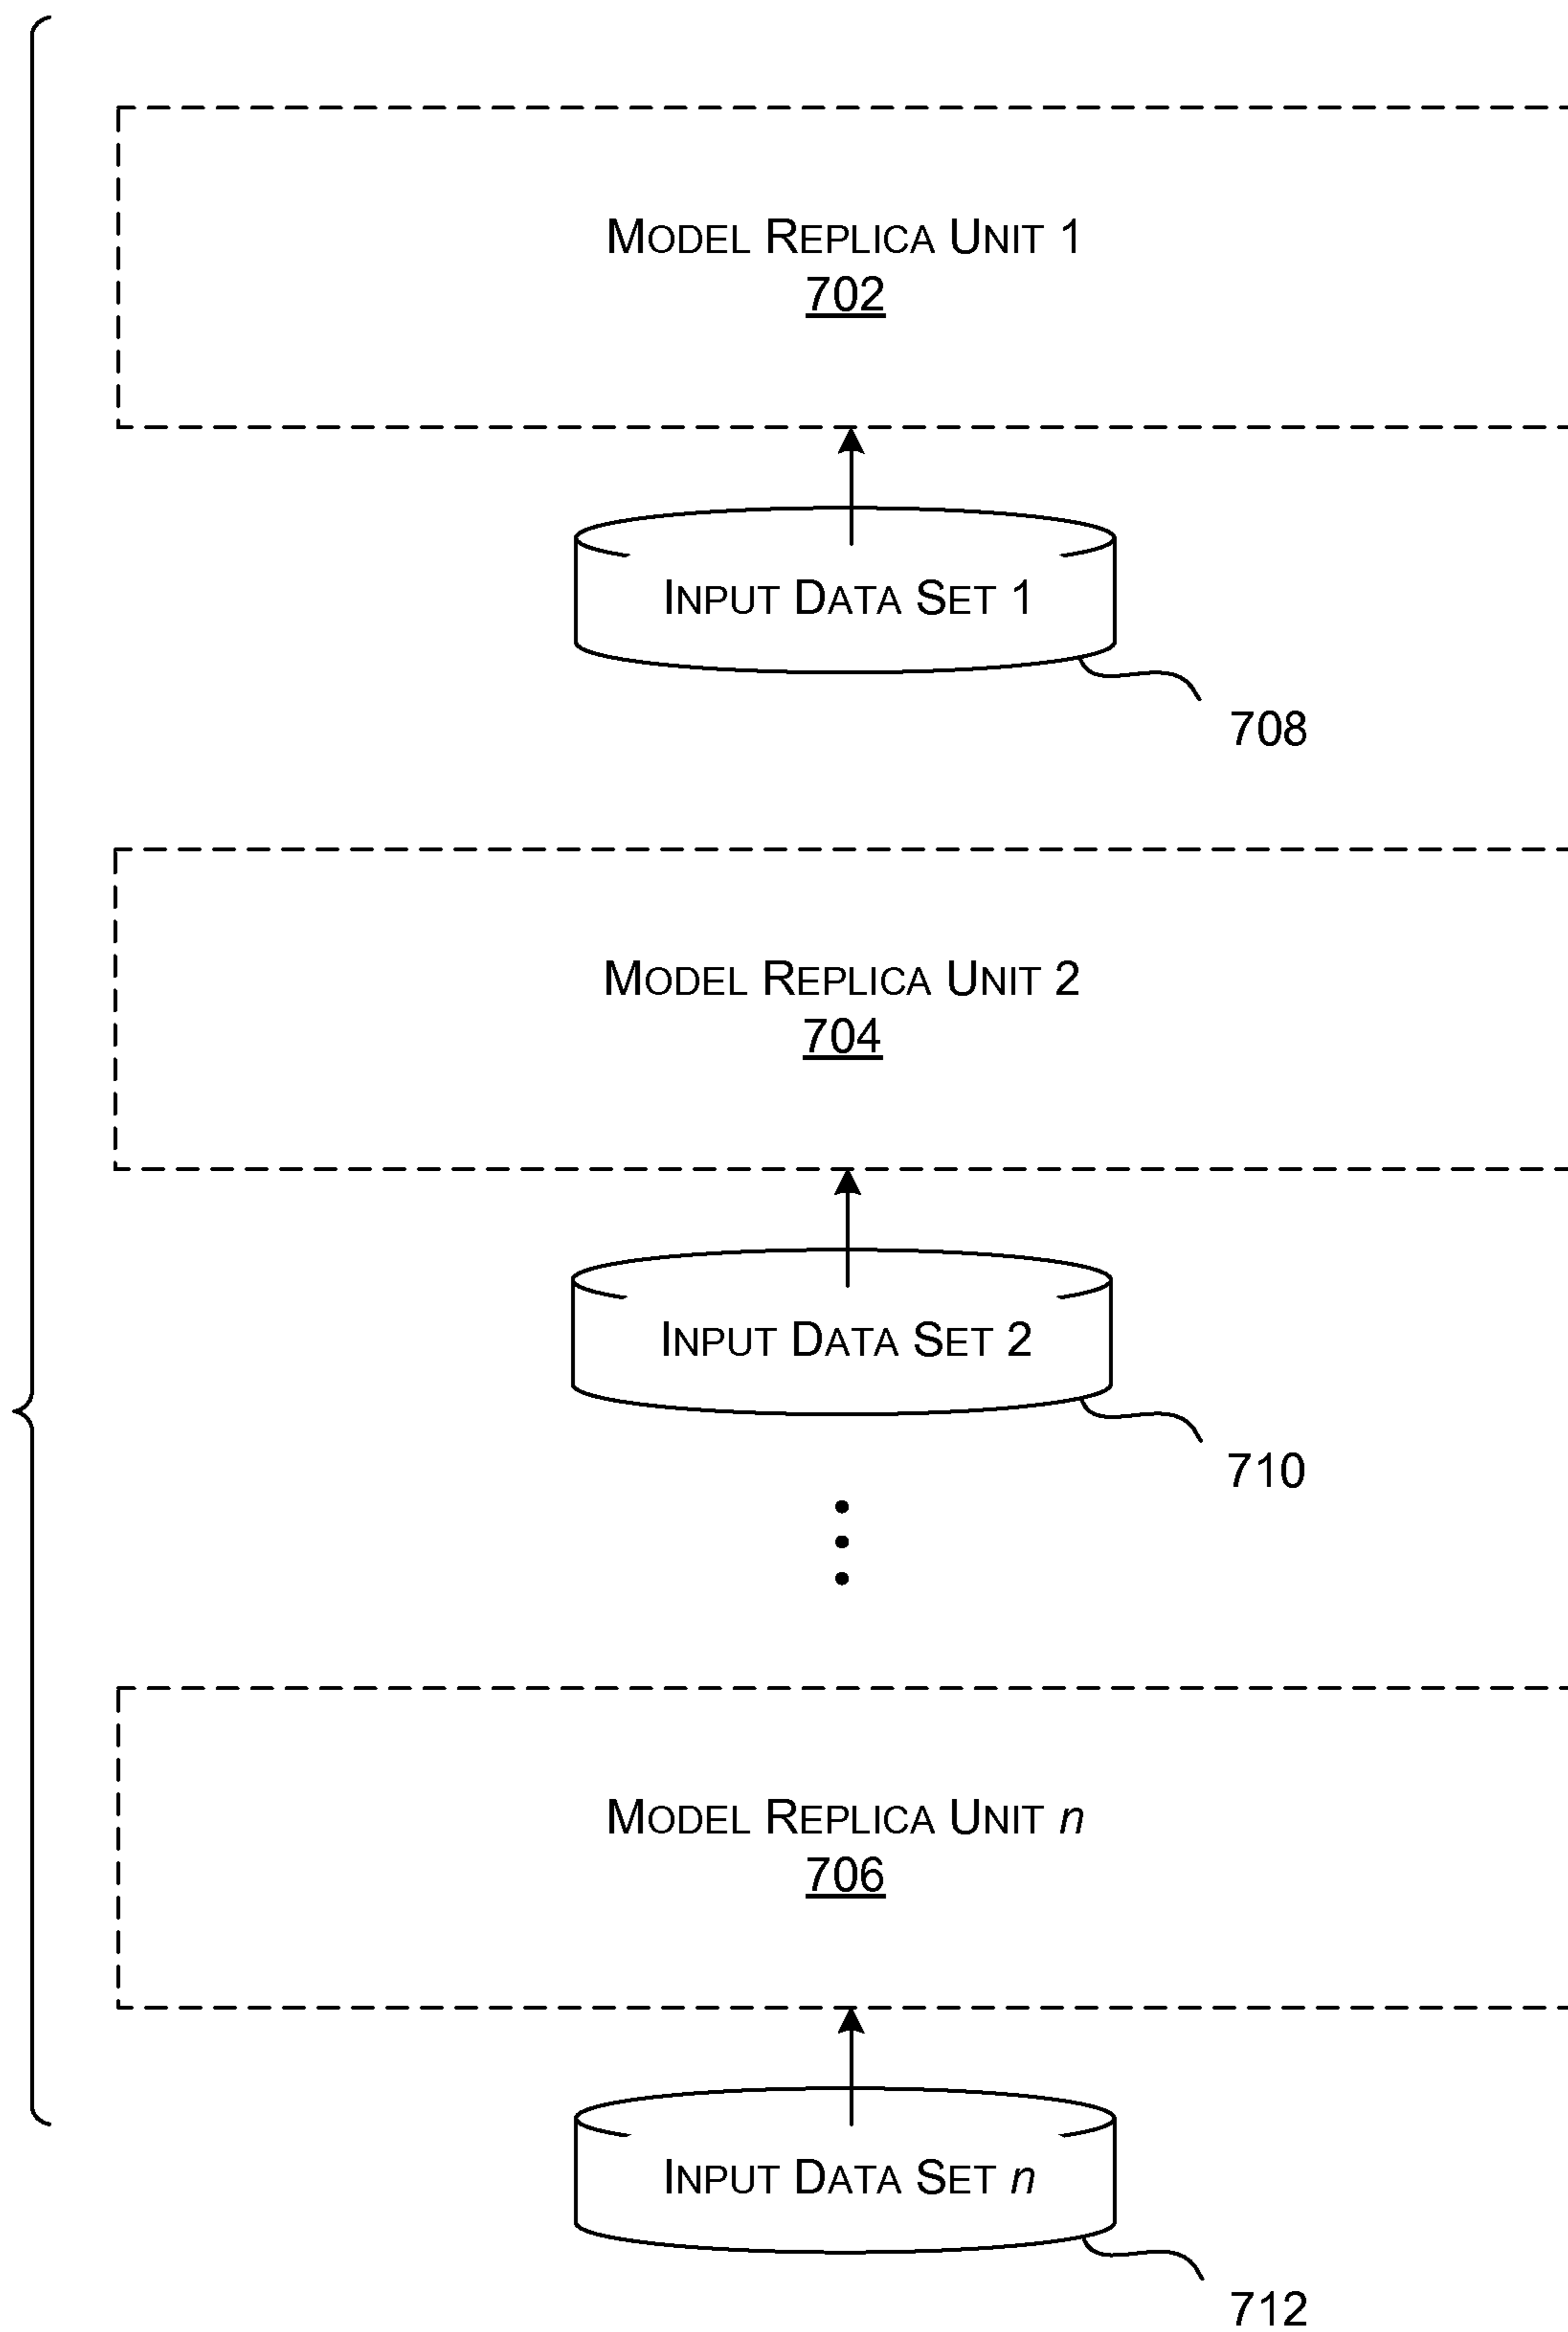 MODEL REPLICA UNIT 1
702
INPUT DATA SET 1
708
MODEL REPLICA UNIT 2
704
INPUT DATA SET 2
710
MODEL REPLICA UNIT n
706
INPUT DATA SET n
712